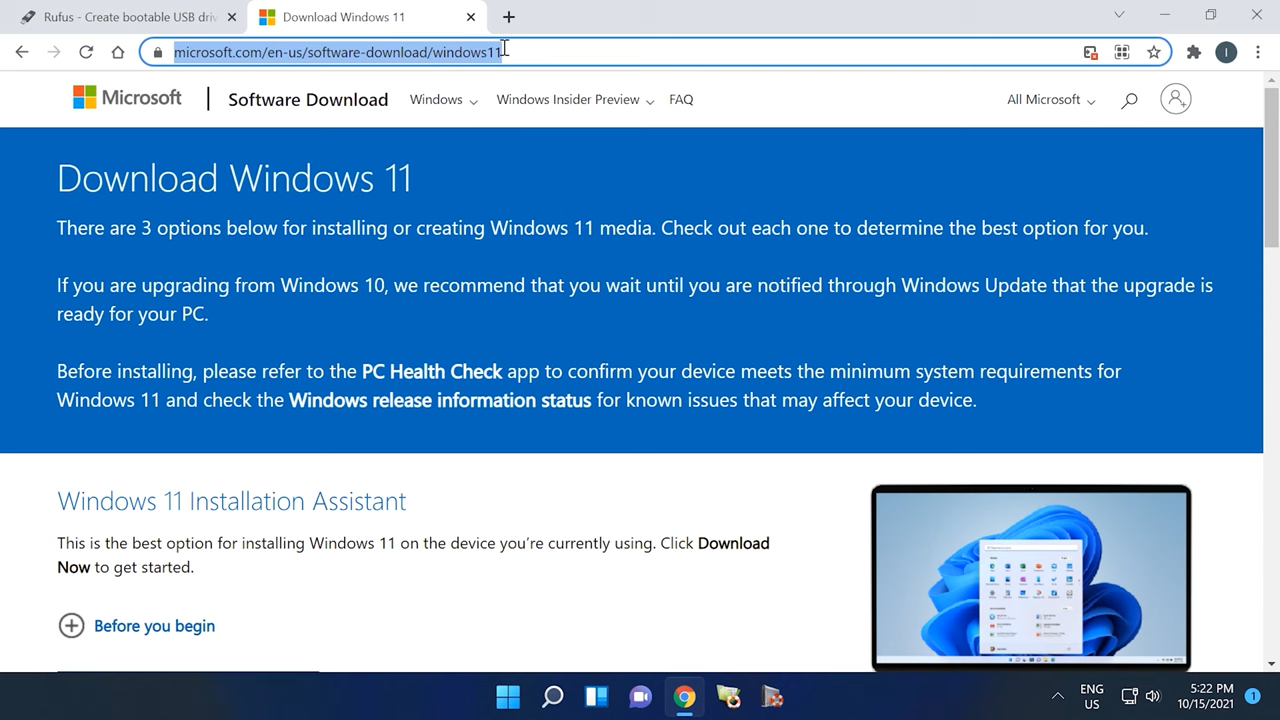 Rufus - Create bootable USB driv
Download Windows 11
microsoft.com/en-us/software-download/windows11
Microsoft
Software Download
Windows
Windows Insider Preview
FAQ
All Microsoft
I
Download Windows 11
There are 3 options below for installing or creating Windows 11 media. Check out each one to determine the best option for you.
If you are upgrading from Windows 10, we recommend that you wait until you are notified through Windows Update that the upgrade is
ready for your PC.
Before installing, please refer to the PC Health Check app to confirm your device meets the minimum system requirements for
Windows 11 and check the Windows release information status for known issues that may affect your device.
Windows 11 Installation Assistant
This is the best option for installing Windows 11 on the device you’re currently using. Click Download
Now to get started.
Before you begin
ENG
US
5:22 PM
10/15/2021
1